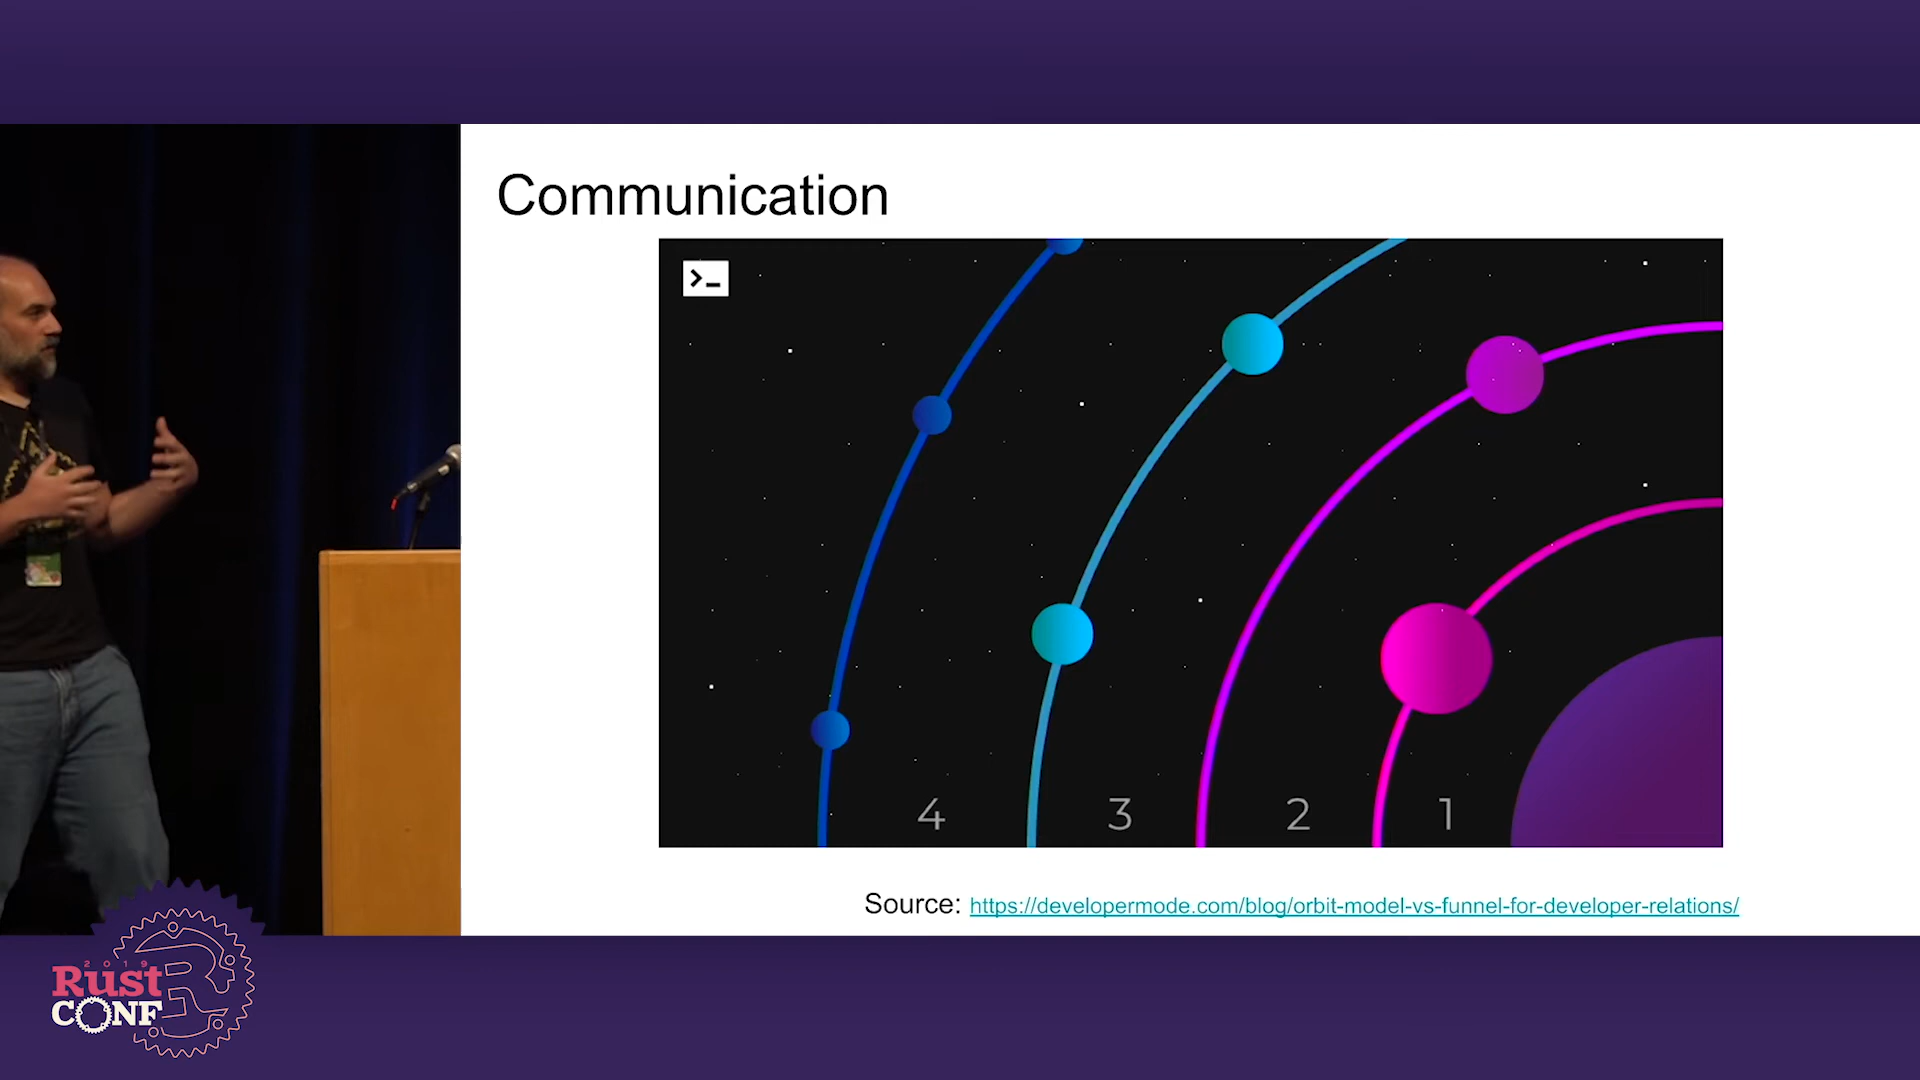 Communication
>_
4 3 2 1
Source: https://developermode.com/blog/orbit-model-vs-funnel-for-developer-relations/
2019
Rust
CONF